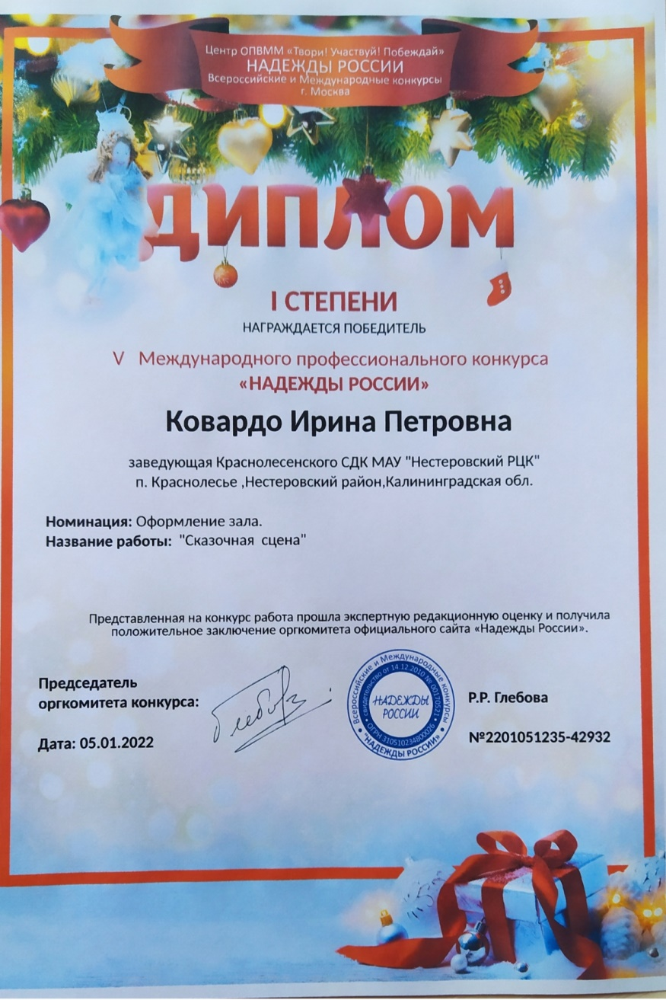 Центр ОПВММ «Твори! Участвуй! Побеждай»
НАДЕЖДЫ РОССИИ
Всероссийские и Международные конкурсы
г. Москва
ДИПЛОМ
I СТЕПЕНИ
НАГРАЖДАЕТСЯ ПОБЕДИТЕЛЬ
V Международного профессионального конкурса
«НАДЕЖДЫ РОССИИ»
Ковардо Ирина Петровна
заведующая Краснолесенского СДК МАУ "Нестеровский РЦК"
п. Краснолесье ,Нестеровский район,Калининградская обл.
Номинация: Оформление зала.
Название работы: "Сказочная сцена"
Представленная на конкурс работа прошла экспертную редакционную оценку и получила
положительное заключение оргкомитета официального сайта «Надежды России».
Председатель
оргкомитета конкурса:
Всероссийские и Международные конкурсы
"НАДЕЖДЫ РОССИИ"
свидетельство от 14.12.2010 № 00170521
ОГРН 310510234800026
НАДЕЖДЫ
РОССИИ
Р.Р. Глебова
Дата: 05.01.2022
№2201051235-42932